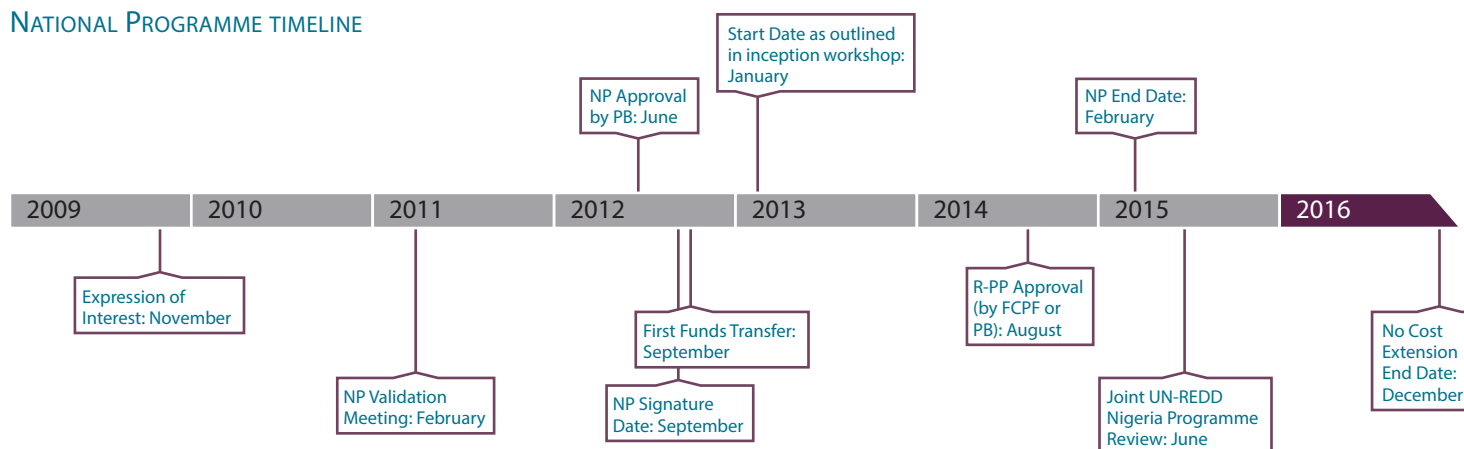 NATIONAL PROGRAMME TIMELINE
Start Date as outlined
in inception workshop:
January
NP Approval
by PB: June
NP End Date:
February
2009
2010
2011
2012
2013
2014
2015
2016
Expression of
Interest: November
NP Validation
Meeting: February
First Funds Transfer:
September
NP Signature
Date: September
R-PP Approval
(by FCPF or
PB): August
Joint UN-REDD
Nigeria Programme
Review: June
No Cost
Extension
End Date:
December